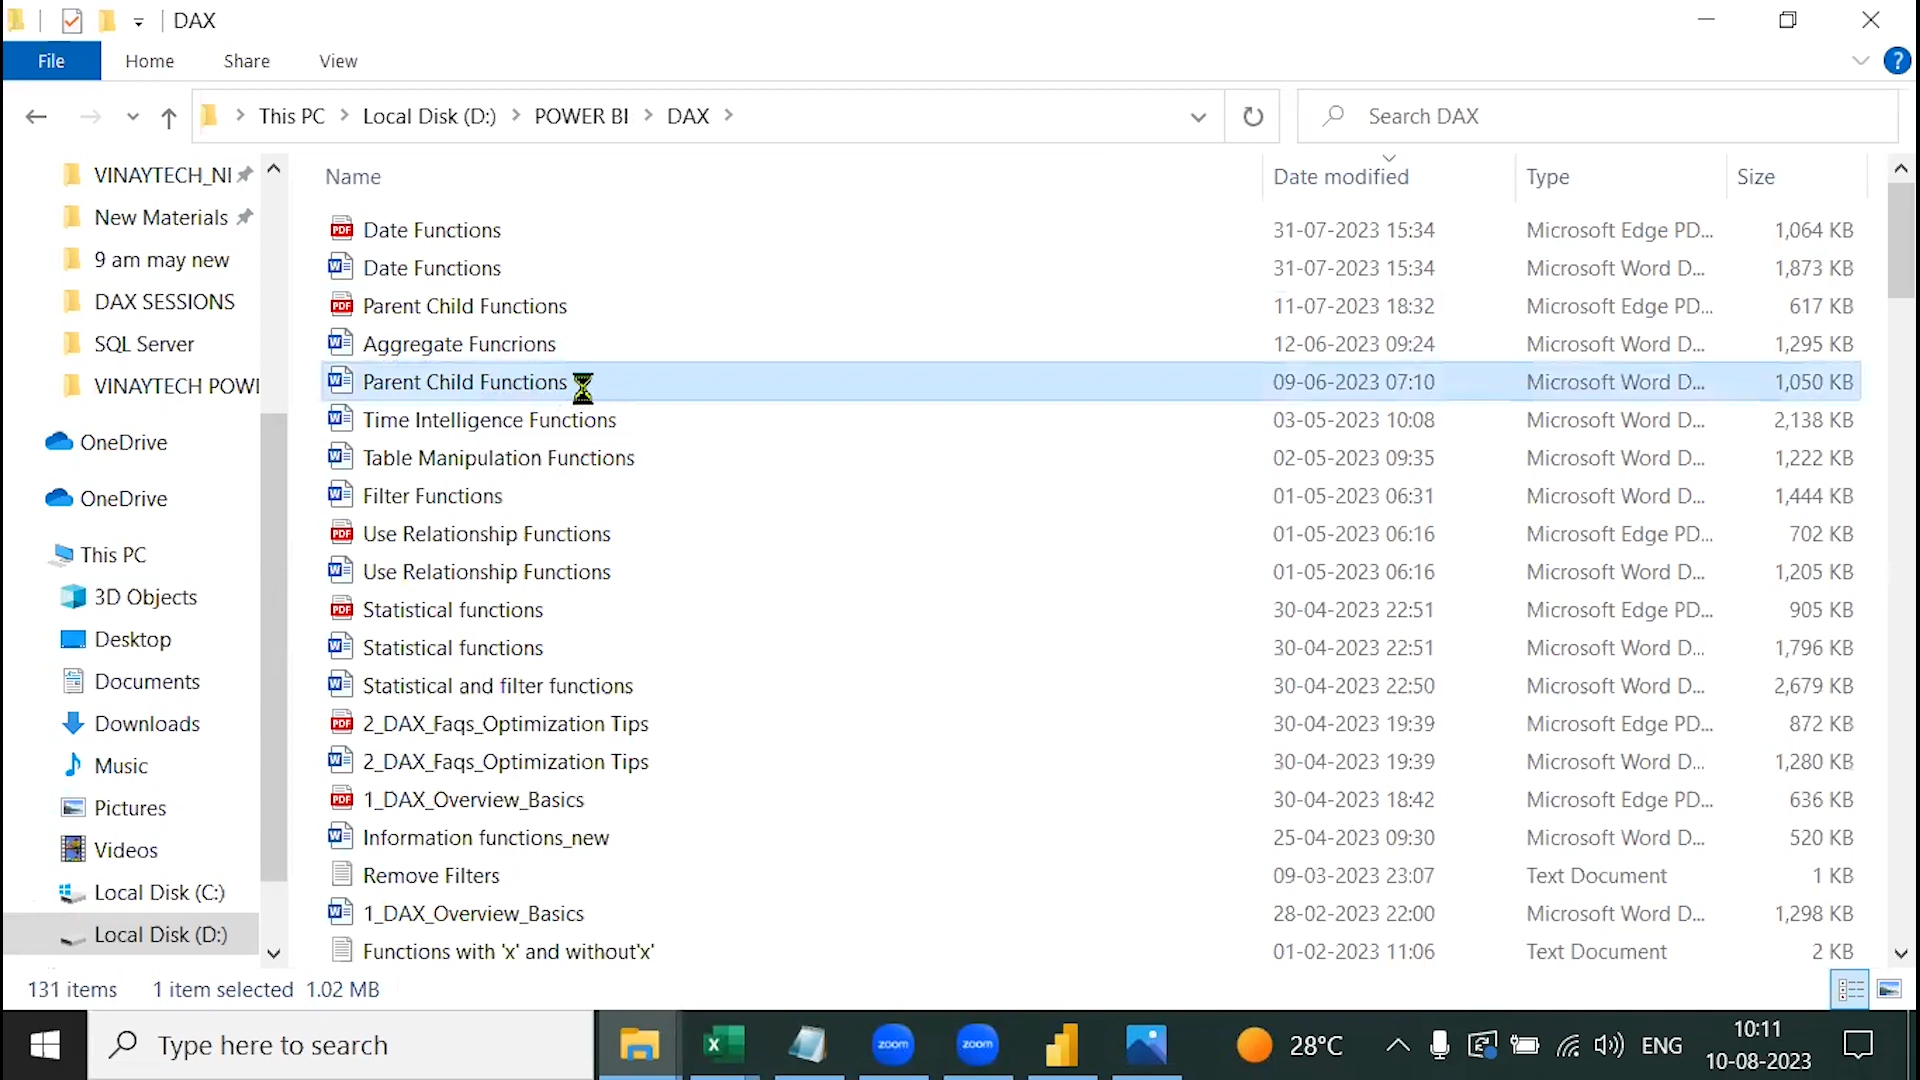 DAX
File Home Share View
This PC Local Disk (D:) POWER BI DAX Search DAX
VINAYTECH_NI
New Materials
9 am may new
DAX SESSIONS
SQL Server
VINAYTECH POWI
OneDrive
OneDrive
This PC
3D Objects
Desktop
Documents
Downloads
Music
Pictures
Videos
Local Disk (C:)
Local Disk (D:)
Name Date modified Type Size
Date Functions 31-07-2023 15:34 Microsoft Edge PD... 1,064 KB
Date Functions 31-07-2023 15:34 Microsoft Word D... 1,873 KB
Parent Child Functions 11-07-2023 18:32 Microsoft Edge PD... 617 KB
Aggregate Funcrions 12-06-2023 09:24 Microsoft Word D... 1,295 KB
Parent Child Functions 09-06-2023 07:10 Microsoft Word D... 1,050 KB
Time Intelligence Functions 03-05-2023 10:08 Microsoft Word D... 2,138 KB
Table Manipulation Functions 02-05-2023 09:35 Microsoft Word D... 1,222 KB
Filter Functions 01-05-2023 06:31 Microsoft Word D... 1,444 KB
Use Relationship Functions 01-05-2023 06:16 Microsoft Edge PD... 702 KB
Use Relationship Functions 01-05-2023 06:16 Microsoft Word D... 1,205 KB
Statistical functions 30-04-2023 22:51 Microsoft Edge PD... 905 KB
Statistical functions 30-04-2023 22:51 Microsoft Word D... 1,796 KB
Statistical and filter functions 30-04-2023 22:50 Microsoft Word D... 2,679 KB
2_DAX_Faqs_Optimization Tips 30-04-2023 19:39 Microsoft Edge PD... 872 KB
2_DAX_Faqs_Optimization Tips 30-04-2023 19:39 Microsoft Word D... 1,280 KB
1_DAX_Overview_Basics 30-04-2023 18:42 Microsoft Edge PD... 636 KB
Information functions_new 25-04-2023 09:30 Microsoft Word D... 520 KB
Remove Filters 09-03-2023 23:07 Text Document 1 KB
1_DAX_Overview_Basics 28-02-2023 22:00 Microsoft Word D... 1,298 KB
Functions with 'x' and without'x' 01-02-2023 11:06 Text Document 2 KB
131 items 1 item selected 1.02 MB
Type here to search zoom zoom 28°C ENG 10:11
10-08-2023